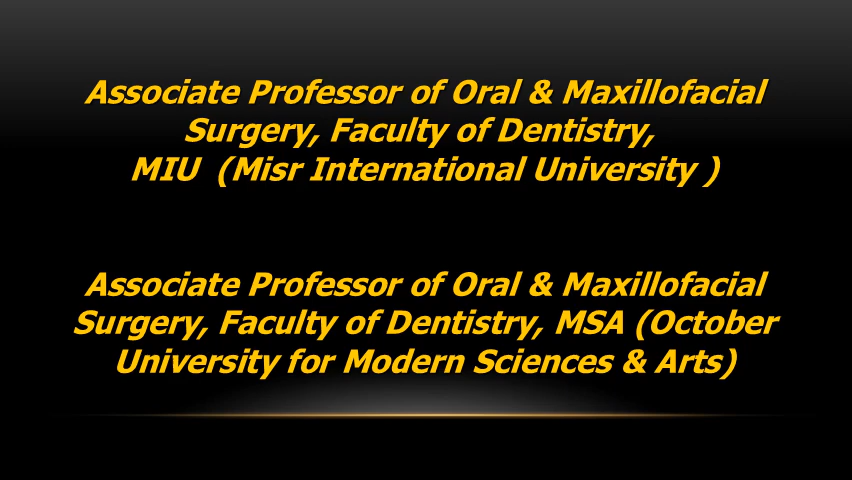 Associate Professor of Oral & Maxillofacial
Surgery, Faculty of Dentistry,
MIU  (Misr International University )
Associate Professor of Oral & Maxillofacial
Surgery, Faculty of Dentistry, MSA (October
University for Modern Sciences & Arts)